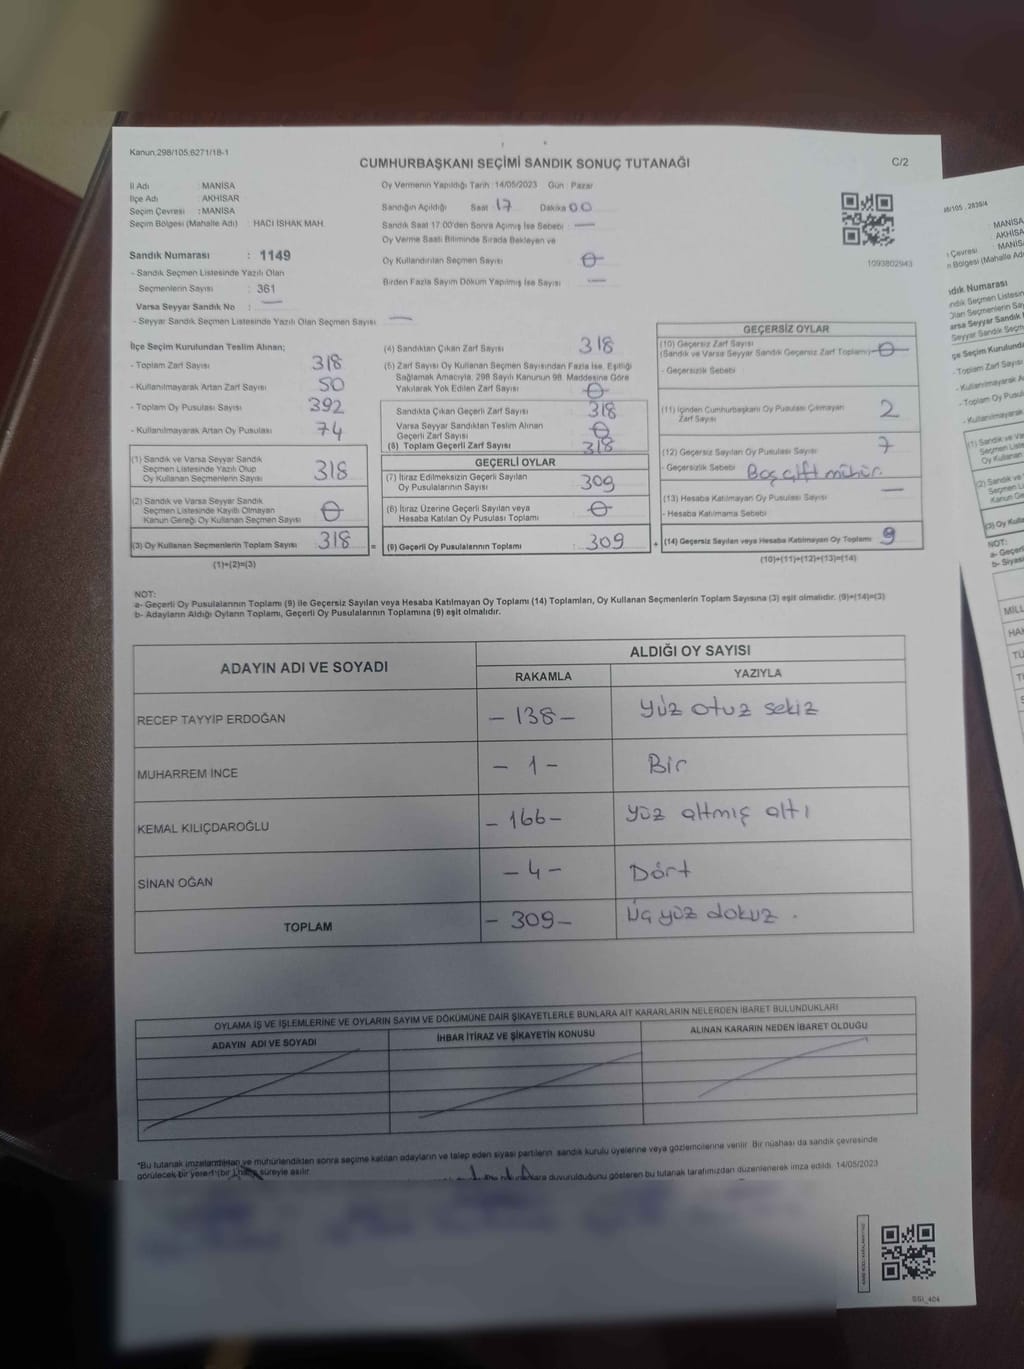 Kanun:298/105,6271/18-1
CUMHURBAŞKANI SEÇİMİ SANDIK SONUÇ TUTANAĞI
C/2
İl Adı : MANİSA
İlçe Adı : AKHİSAR
Seçim Çevresi : MANİSA
Seçim Bölgesi (Mahalle Adı) : HACI İSHAK MAH.
Sandık Numarası : 1149
- Sandık Seçmen Listesinde Yazılı Olan
Seçmenlerin Sayısı : 361
Varsa Seyyar Sandık No : —
- Seyyar Sandık Seçmen Listesinde Yazılı Olan Seçmen Sayısı —
Oy Vermenin Yapıldığı Tarih :14/05/2023 Gün : Pazar
Sandığın Açıldığı Saat 17 Dakika 00
Sandık Saat 17.00'den Sonra Açımış İse Sebebi : —
Oy Verme Saati Bitiminde Sırada Bekleyen ve
Oy Kullandırılan Seçmen Sayısı 0
Birden Fazla Sayım Döküm Yapılmış İse Sayısı —
1093802943
İlçe Seçim Kurulundan Teslim Alınan;
- Toplam Zarf Sayısı 318
- Kullanılmayarak Artan Zarf Sayısı 50
- Toplam Oy Pusulası Sayısı 392
- Kullanılmayarak Artan Oy Pusulası 74
(1) Sandık ve Varsa Seyyar Sandık
Seçmen Listesinde Yazılı Olup
Oy Kullanan Seçmenlerin Sayısı 318
(2) Sandık ve Varsa Seyyar Sandık
Seçmen Listesinde Kayıtlı Olmayan
Kanun Gereği Oy Kullanan Seçmen Sayısı 0
(3) Oy Kullanan Seçmenlerin Toplam Sayısı 318 =
(1)+(2)=(3)
(4) Sandıktan Çıkan Zarf Sayısı 318
(5) Zarf Sayısı Oy Kullanan Seçmen Sayısından Fazla İse, Eşitliği
Sağlamak Amacıyla, 298 Sayılı Kanunun 98. Maddesine Göre
Yakılarak Yok Edilen Zarf Sayısı 0
Sandıkta Çıkan Geçerli Zarf Sayısı 318
Varsa Seyyar Sandıktan Teslim Alınan
Geçerli Zarf Sayısı 0
(6) Toplam Geçerli Zarf Sayısı 318
GEÇERLİ OYLAR
(7) İtiraz Edilmeksizin Geçerli Sayılan
Oy Pusulalarının Sayısı 309
(8) İtiraz Üzerine Geçerli Sayılan veya
Hesaba Katılan Oy Pusulası Toplamı 0
(9) Geçerli Oy Pusulalarının Toplamı 309 +
GEÇERSİZ OYLAR
(10) Geçersiz Zarf Sayısı
(Sandık ve Varsa Seyyar Sandık Geçersiz Zarf Toplamı) 0
- Geçersizlik Sebebi
(11) İçinden Cumhurbaşkanı Oy Pusulası Çıkmayan
Zarf Sayısı 2
(12) Geçersiz Sayılan Oy Pusulası Sayısı 7
- Geçersizlik Sebebi Boş çift mühür.
(13) Hesaba Katılmayan Oy Pusulası Sayısı —
- Hesaba Katılmama Sebebi
(14) Geçersiz Sayılan veya Hesaba Katılmayan Oy Toplamı 9
(10)+(11)+(12)+(13)=(14)
NOT:
a- Geçerli Oy Pusulalarının Toplamı (9) ile Geçersiz Sayılan veya Hesaba Katılmayan Oy Toplamı (14) Toplamları, Oy Kullanan Seçmenlerin Toplam Sayısına (3) eşit olmalıdır. (9)+(14)=(3)
b- Adayların Aldığı Oyların Toplamı, Geçerli Oy Pusulalarının Toplamına (9) eşit olmalıdır.
ADAYIN ADI VE SOYADI
ALDIĞI OY SAYISI
RAKAMLA YAZIYLA
RECEP TAYYİP ERDOĞAN - 138 - Yüz otuz sekiz
MUHARREM İNCE - 1 - Bir
KEMAL KILIÇDAROĞLU - 166 - Yüz altmış altı
SİNAN OĞAN - 4 - Dört
TOPLAM - 309 - Üç yüz dokuz .
OYLAMA İŞ VE İŞLEMLERİNE VE OYLARIN SAYIM VE DÖKÜMÜNE DAİR ŞİKAYETLERLE BUNLARA AİT KARARLARIN NELERDEN İBARET BULUNDUKLARI
ADAYIN ADI VE SOYADI İHBAR İTİRAZ VE ŞİKAYETİN KONUSU ALINAN KARARIN NEDEN İBARET OLDUĞU
*Bu tutanak imzalandıktan ve mühürlendikten sonra seçime katılan adayların ve talep eden siyasi partilerin sandık kurulu üyelerine veya gözlemcilerine verilir. Bir nüshası da sandık çevresinde
görülecek bir yere 1 (bir) hafta süreyle asılır.
duyurulduğunu gösteren bu tutanak tarafımızdan düzenlenerek imza edildi. 14/05/2023
SSİ_404